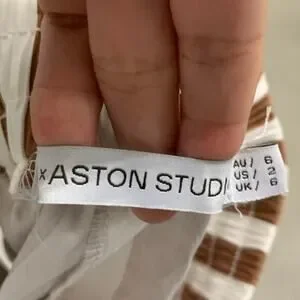 x ASTON STUDI
AU / 6
US / 2
UK / 6